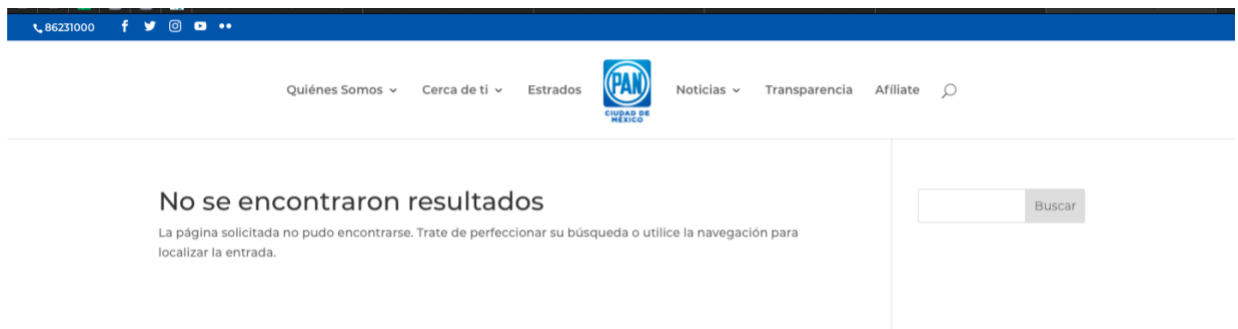 86231000
Quiénes Somos
Cerca de ti
Estrados
PAN
CIUDAD DE
MÉXICO
Noticias
Transparencia
Afíliate
No se encontraron resultados
La página solicitada no pudo encontrarse. Trate de perfeccionar su búsqueda o utilice la navegación para
localizar la entrada.
Buscar